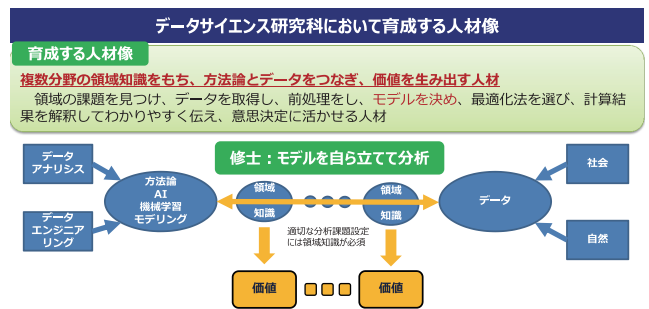 データサイエンス研究科において育成する人材像
育成する人材像
複数分野の領域知識をもち、方法論とデータをつなぎ、価値を生み出す人材
領域の課題を見つけ、データを取得し、前処理をし、モデルを決め、最適化法を選び、計算結
果を解釈してわかりやすく伝え、意思決定に活かせる人材
修士：モデルを自ら立てて分析
データ
アナリシス
データ
エンジニア
リング
方法論
AI
機械学習
モデリング
領域
知識
領域
知識
データ
社会
自然
適切な分析課題設定
には領域知識が必須
価値
価値